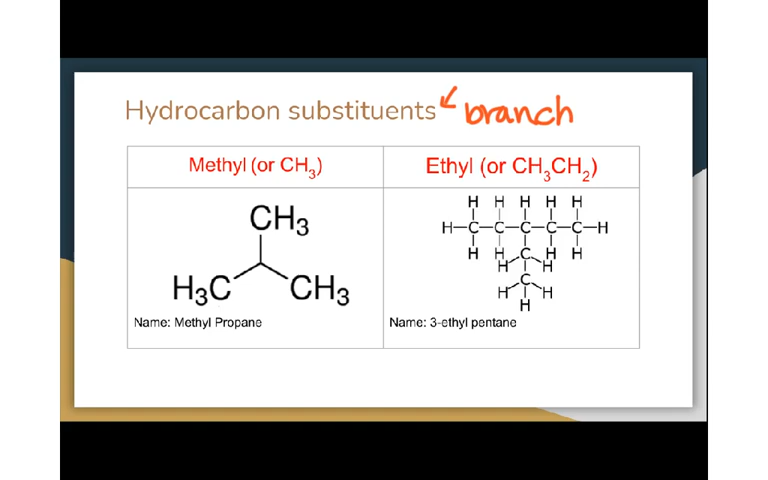 Hydrocarbon substituents branch
Methyl (or CH₃)
Ethyl (or CH₃CH₂)
CH₃
H₃C
CH₃
Name: Methyl Propane
H H H H H
H-C-C-C-C-C-H
H H C H H
H H
C
H H
H
Name: 3-ethyl pentane